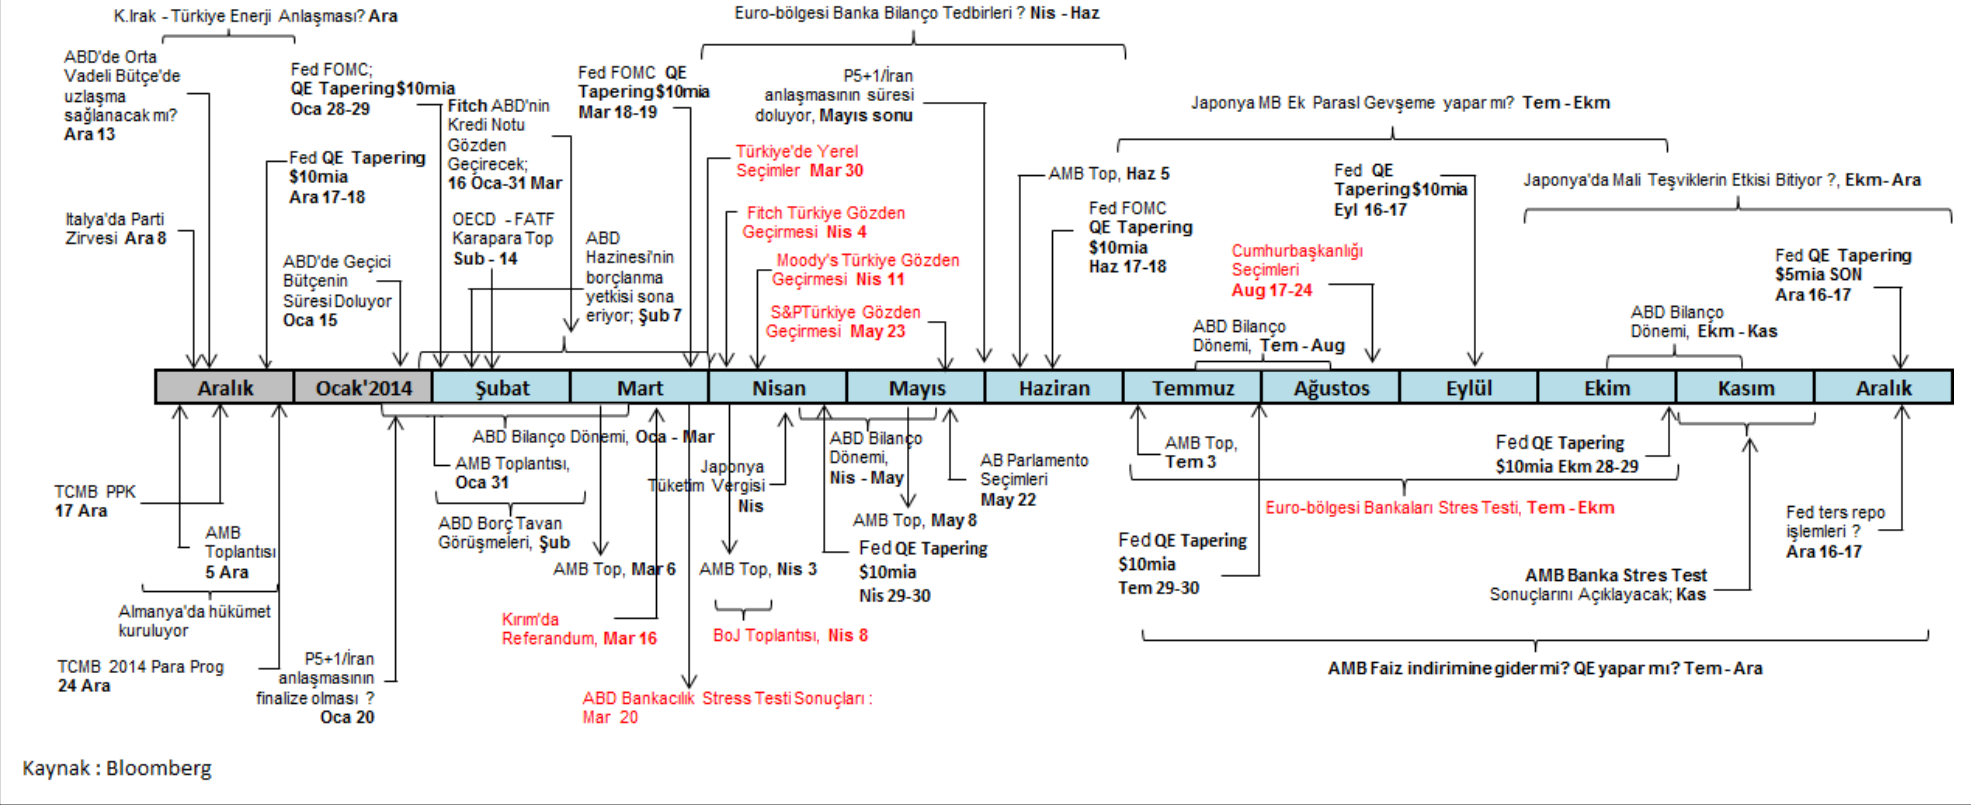 K.Irak - Türkiye Enerji Anlaşması? Ara
Euro-bölgesi Banka Bilanço Tedbirleri ? Nis - Haz
ABD'de Orta
Vadeli Bütçe'de
uzlaşma
sağlanacak mı?
Ara 13
Fed FOMC;
QE Tapering $10mia
Oca 28-29
Fitch ABD'nin
Kredi Notu
Gözden
Geçirecek;
16 Oca-31 Mar
Fed FOMC QE
Tapering $10mia
Mar 18-19
P5+1/İran
anlaşmasının süresi
doluyor, Mayıs sonu
Japonya MB Ek Parasl Gevşeme yapar mı? Tem - Ekm
Fed QE Tapering
$10mia
Ara 17-18
Türkiye'de Yerel
Seçimler Mar 30
AMB Top, Haz 5
Fed QE
Tapering $10mia
Eyl 16-17
Japonya'da Mali Teşviklerin Etkisi Bitiyor ?, Ekm- Ara
Italya'da Parti
Zirvesi Ara 8
OECD - FATF
Karapara Top
Sub - 14
Fitch Türkiye Gözden
Geçirmesi Nis 4
Fed FOMC
QE Tapering
$10mia
Haz 17-18
ABD
Hazinesi'nin
borçlanma
yetkisi sona
eriyor; Şub 7
ABD'de Geçici
Bütçenin
Süresi Doluyor
Oca 15
Moody's Türkiye Gözden
Geçirmesi Nis 11
Cumhurbaşkanlığı
Seçimleri
Aug 17-24
Fed QE Tapering
$5mia SON
Ara 16-17
S&PTürkiye Gözden
Geçirmesi May 23
ABD Bilanço
Dönemi, Tem - Aug
ABD Bilanço
Dönemi, Ekm - Kas
Aralık Ocak'2014 Şubat Mart Nisan Mayıs Haziran Temmuz Ağustos Eylül Ekim Kasım Aralık
ABD Bilanço Dönemi, Oca - Mar
AMB Toplantısı,
Oca 31
ABD Borç Tavan
Görüşmeleri, Şub
Japonya
Tüketim Vergisi
Nis
ABD Bilanço
Dönemi,
Nis - May
AB Parlamento
Seçimleri
May 22
AMB Top,
Tem 3
Fed QE Tapering
$10mia Ekm 28-29
TCMB PPK
17 Ara
AMB
Toplantısı
5 Ara
AMB Top, May 8
Euro-bölgesi Bankaları Stres Testi, Tem - Ekm
Fed ters repo
işlemleri ?
Ara 16-17
AMB Top, Mar 6
AMB Top, Nis 3
Fed QE Tapering
$10mia
Nis 29-30
Fed QE Tapering
$10mia
Tem 29-30
AMB Banka Stres Test
Sonuçlarını Açıklayacak; Kas
Almanya'da hükümet
kuruluyor
Kırım'da
Referandum, Mar 16
BoJ Toplantısı, Nis 8
TCMB 2014 Para Prog
24 Ara
P5+1/İran
anlaşmasının
finalize olması ?
Oca 20
AMB Faiz indirimine gider mi? QE yapar mı? Tem - Ara
ABD Bankacılık Stress Testi Sonuçları :
Mar 20
Kaynak : Bloomberg